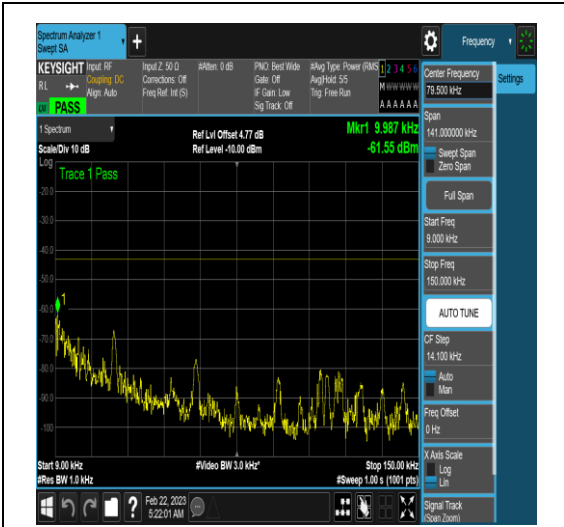 Spectrum Analyzer 1
Swept SA
+
Frequency
KEYSIGHT
RL
Input: RF
Coupling: DC
Align: Auto
Input Z: 50 Ω
Corrections: Off
Freq Ref: Int (S)
#Atten: 0 dB
PNO: Best Wide
Gate: Off
IF Gain: Low
Sig Track: Off
#Avg Type: Power (RMS
Avg|Hold: 5/5
Trig: Free Run
1 2 3 4 5 6
M W W W W W
A A A A A A
PASS
1 Spectrum
Scale/Div 10 dB
Ref Lvl Offset 4.77 dB
Ref Level -10.00 dBm
Mkr1 9.987 kHz
-61.55 dBm
Log
Trace 1 Pass
-20.0
-30.0
-40.0
-50.0
-60.0
-70.0
-80.0
-90.0
-100
1
Start 9.00 kHz
#Res BW 1.0 kHz
#Video BW 3.0 kHz*
Stop 150.00 kHz
#Sweep 1.00 s (1001 pts)
Center Frequency
79.500 kHz
Settings
Span
141.000000 kHz
Swept Span
Zero Span
Full Span
Start Freq
9.000 kHz
Stop Freq
150.000 kHz
AUTO TUNE
CF Step
14.100 kHz
Auto
Man
Freq Offset
0 Hz
X Axis Scale
Log
Lin
Signal Track
(Span Zoom)
?
Feb 22, 2023
5:22:01 AM